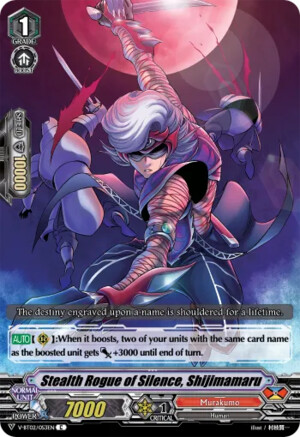 1
GRADE
BOOST
SHIELD
10000
The destiny engraved upon a name is shouldered for a lifetime.
AUTO : When it boosts, two of your units with the same card name
as the boosted unit gets +3000 until end of turn.
Stealth Rogue of Silence, Shijimamaru
NORMAL
UNIT
POWER
7000
1
CRITICAL
Murakumo
Human
V-BT02/053EN C